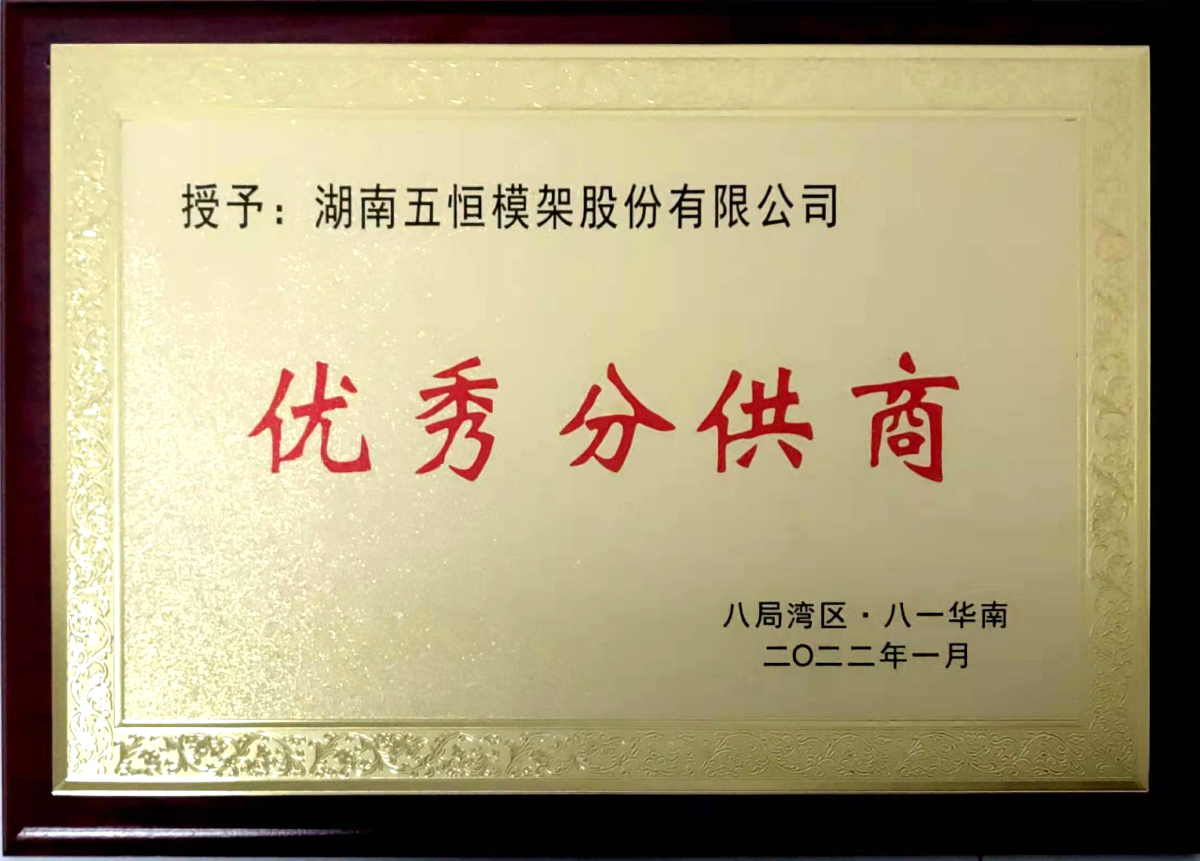 授予：湖南五恒模架股份有限公司
优秀分供商
八局湾区·八一华南
二〇二二年一月